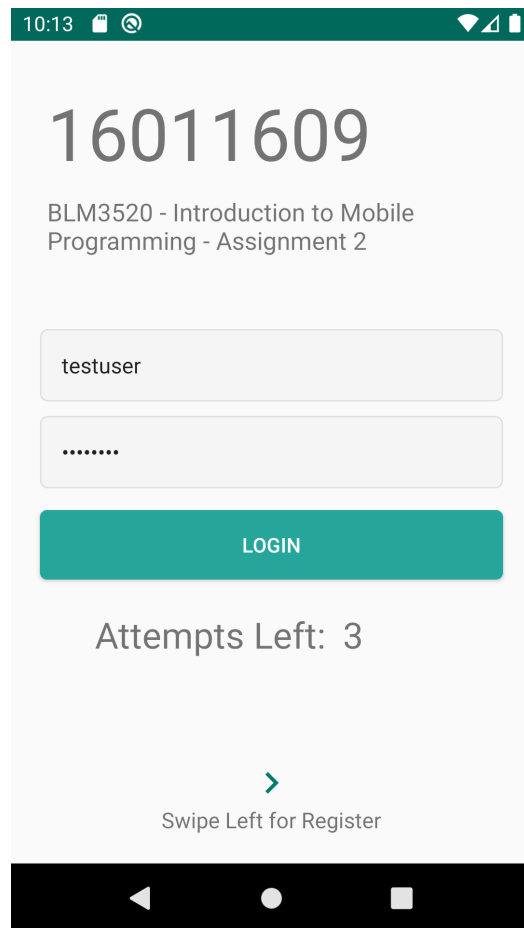 10:13
16011609
BLM3520 - Introduction to Mobile
Programming - Assignment 2
testuser
••••••••
LOGIN
Attempts Left: 3
Swipe Left for Register